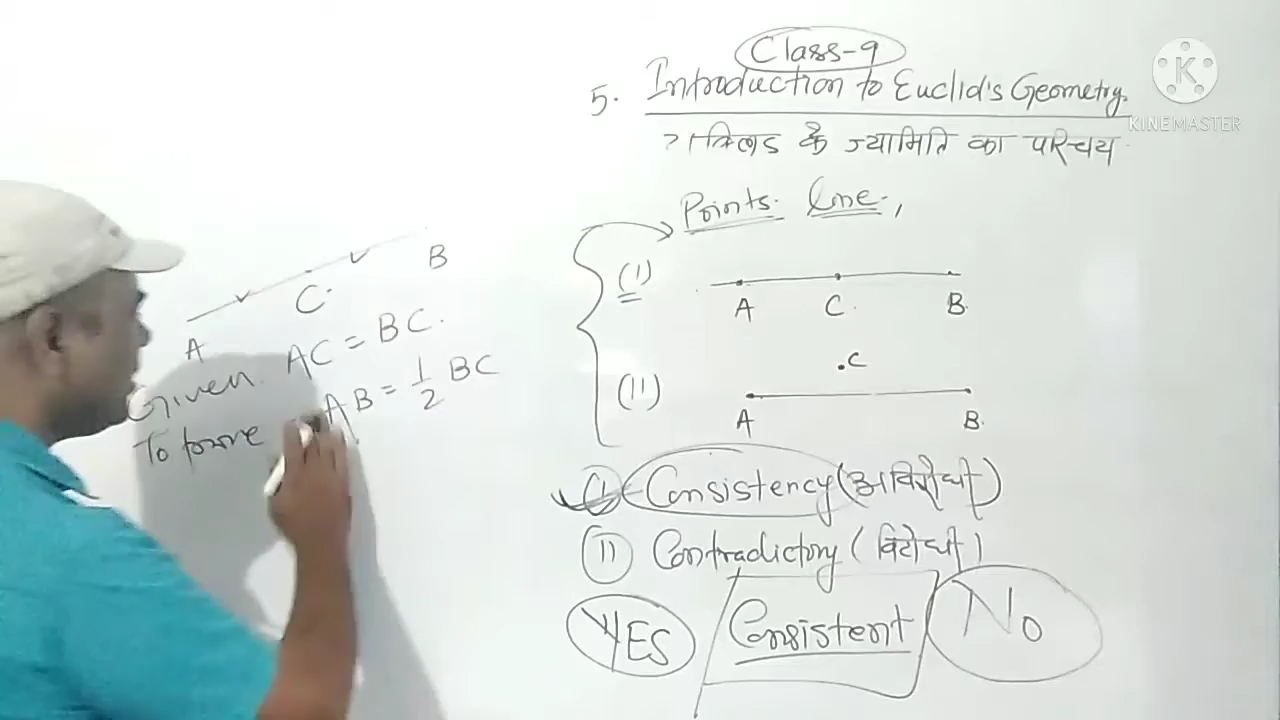 Class-9
5. Introduction to Euclid's Geometry.
के ज्यामिति का परिचय
Points. line.,
(I) A C. B
(II) .C
A B
(I) Consistency (अविरोधी)
(II) Contradictory (विरोधी)
YES Consistent No
A C. B
Given. AC = BC.
To prove AB = 1/2 BC
K
KINEMASTER